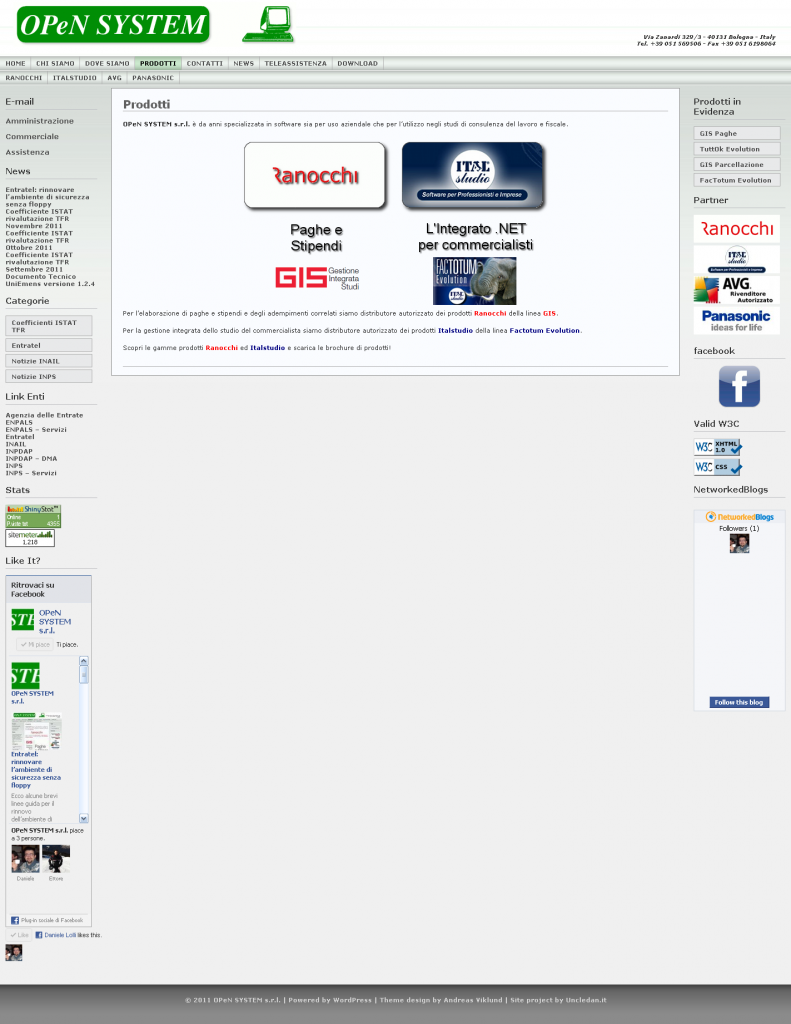 OPeN SYSTEM
Via Zanardi 329/3 - 40131 Bologna - Italy
Tel. +39 051 569506 - Fax +39 051 6198064
HOME CHI SIAMO DOVE SIAMO PRODOTTI CONTATTI NEWS TELEASSISTENZA DOWNLOAD
RANOCCHI ITALSTUDIO AVG PANASONIC
E-mail
Amministrazione
Commerciale
Assistenza
News
Entratel: rinnovare
l'ambiente di sicurezza
senza floppy
Coefficiente ISTAT
rivalutazione TFR
Novembre 2011
Coefficiente ISTAT
rivalutazione TFR
Ottobre 2011
Coefficiente ISTAT
rivalutazione TFR
Settembre 2011
Documento Tecnico
UniEmens versione 1.2.4
Categorie
Coefficienti ISTAT
TFR
Entratel
Notizie INAIL
Notizie INPS
Link Enti
Agenzia delle Entrate
ENPALS
ENPALS – Servizi
Entratel
INAIL
INPDAP
INPDAP – DMA
INPS
INPS – Servizi
Stats
ShinyStat
Online 1
sitemeter
1,218
Like It?
Ritrovaci su
Facebook
OPeN
SYSTEM
s.r.l.
Mi piace Ti piace.
STE
OPeN SYSTEM
s.r.l.
Entratel:
rinnovare
l'ambiente di
sicurezza senza
floppy
Ecco alcune brevi
linee guida per il
rinnovo
dell'ambiente di
OPeN SYSTEM s.r.l. piace
a 3 persone.
Daniele Ettore
Plug-in sociale di Facebook
Like Daniele Lolli likes this.
Prodotti
OPeN SYSTEM s.r.l. è da anni specializzata in software sia per uso aziendale che per l'utilizzo negli studi di consulenza del lavoro e fiscale.
Ranocchi
ITAL
studio
Software per Professionisti e Imprese
Paghe e
Stipendi
L'Integrato .NET
per commercialisti
GIS Gestione
Integrata
Studi
FACTOTUM
Evolution
ITAL
studio
Per l'elaborazione di paghe e stipendi e degli adempimenti correlati siamo distributore autorizzato dei prodotti Ranocchi della linea GIS.
Per la gestione integrata dello studio del commercialista siamo distributore autorizzato dei prodotti Italstudio della linea Factotum Evolution.
Scopri le gamme prodotti Ranocchi ed Italstudio e scarica le brochure di prodotti!
Prodotti in
Evidenza
GIS Paghe
Tutt0k Evolution
GIS Parcellazione
FacTotum Evolution
Partner
Ranocchi
ITAL
studio
Software per Professionisti e Imprese
AVG.
Rivenditore
Autorizzato
Panasonic
ideas for life
facebook
f
Valid W3C
W3C XHTML
1.0
W3C CSS
NetworkedBlogs
NetworkedBlogs
Followers (1)
Follow this blog
© 2011 OPeN SYSTEM s.r.l. | Powered by WordPress | Theme design by Andreas Viklund | Site project by Uncledan.it